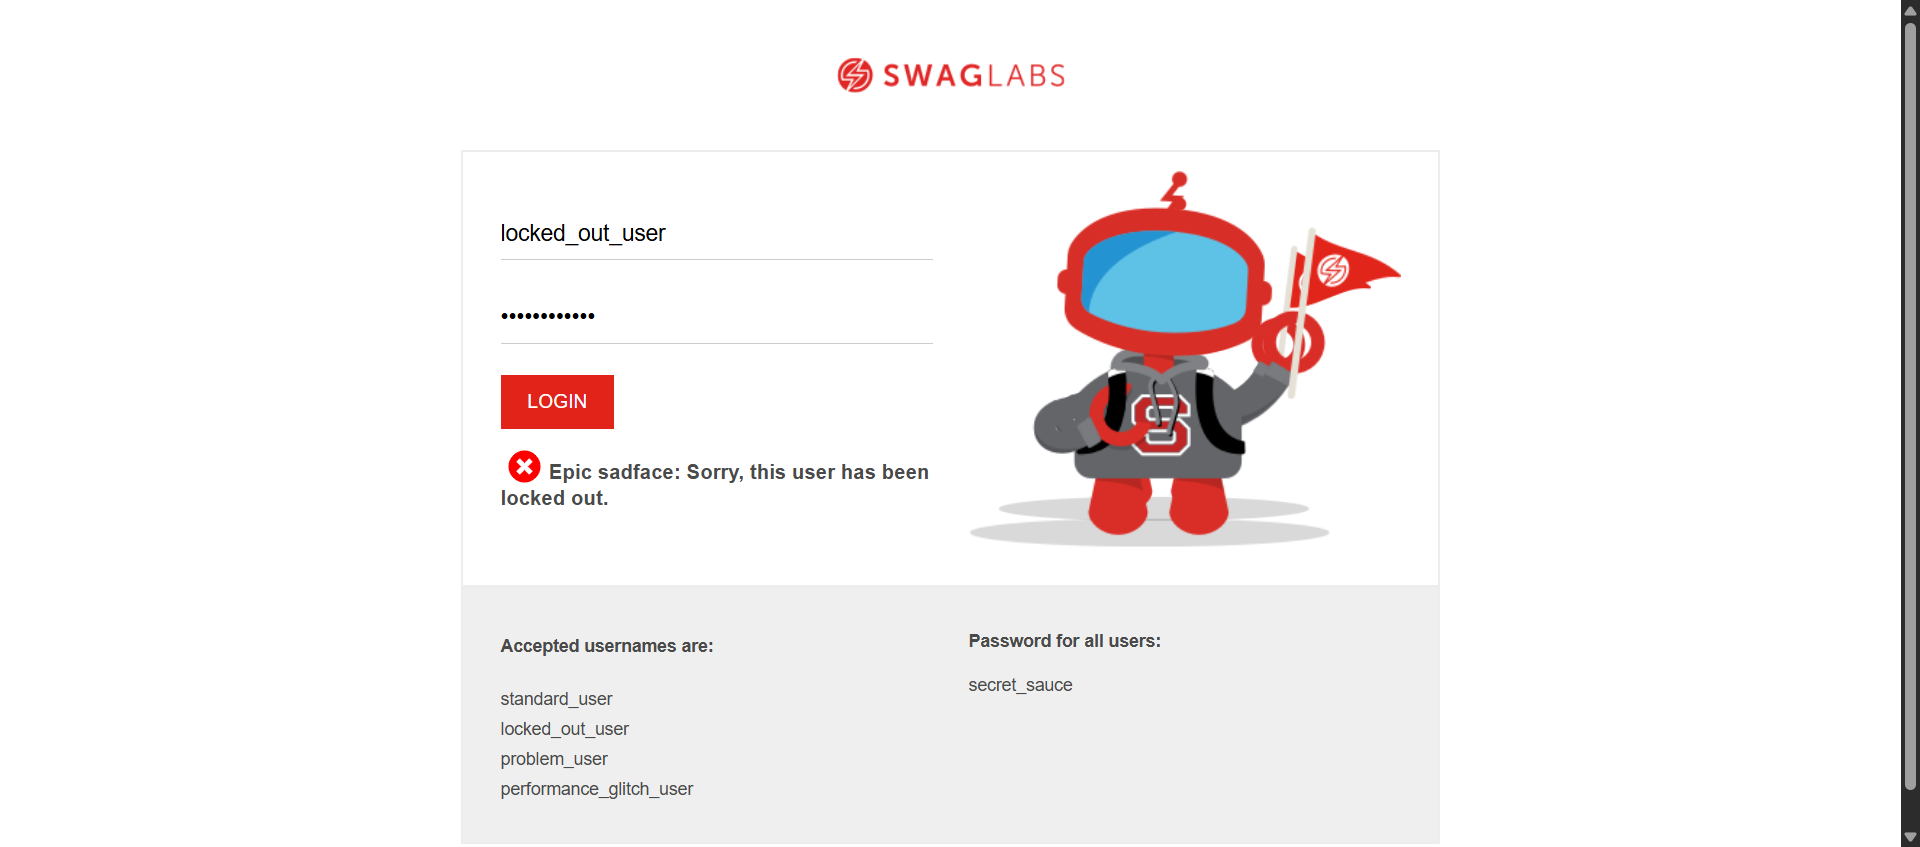 SWAGLABS
locked_out_user
••••••••••••
LOGIN
Epic sadface: Sorry, this user has been
locked out.
S
Accepted usernames are:
standard_user
locked_out_user
problem_user
performance_glitch_user
Password for all users:
secret_sauce